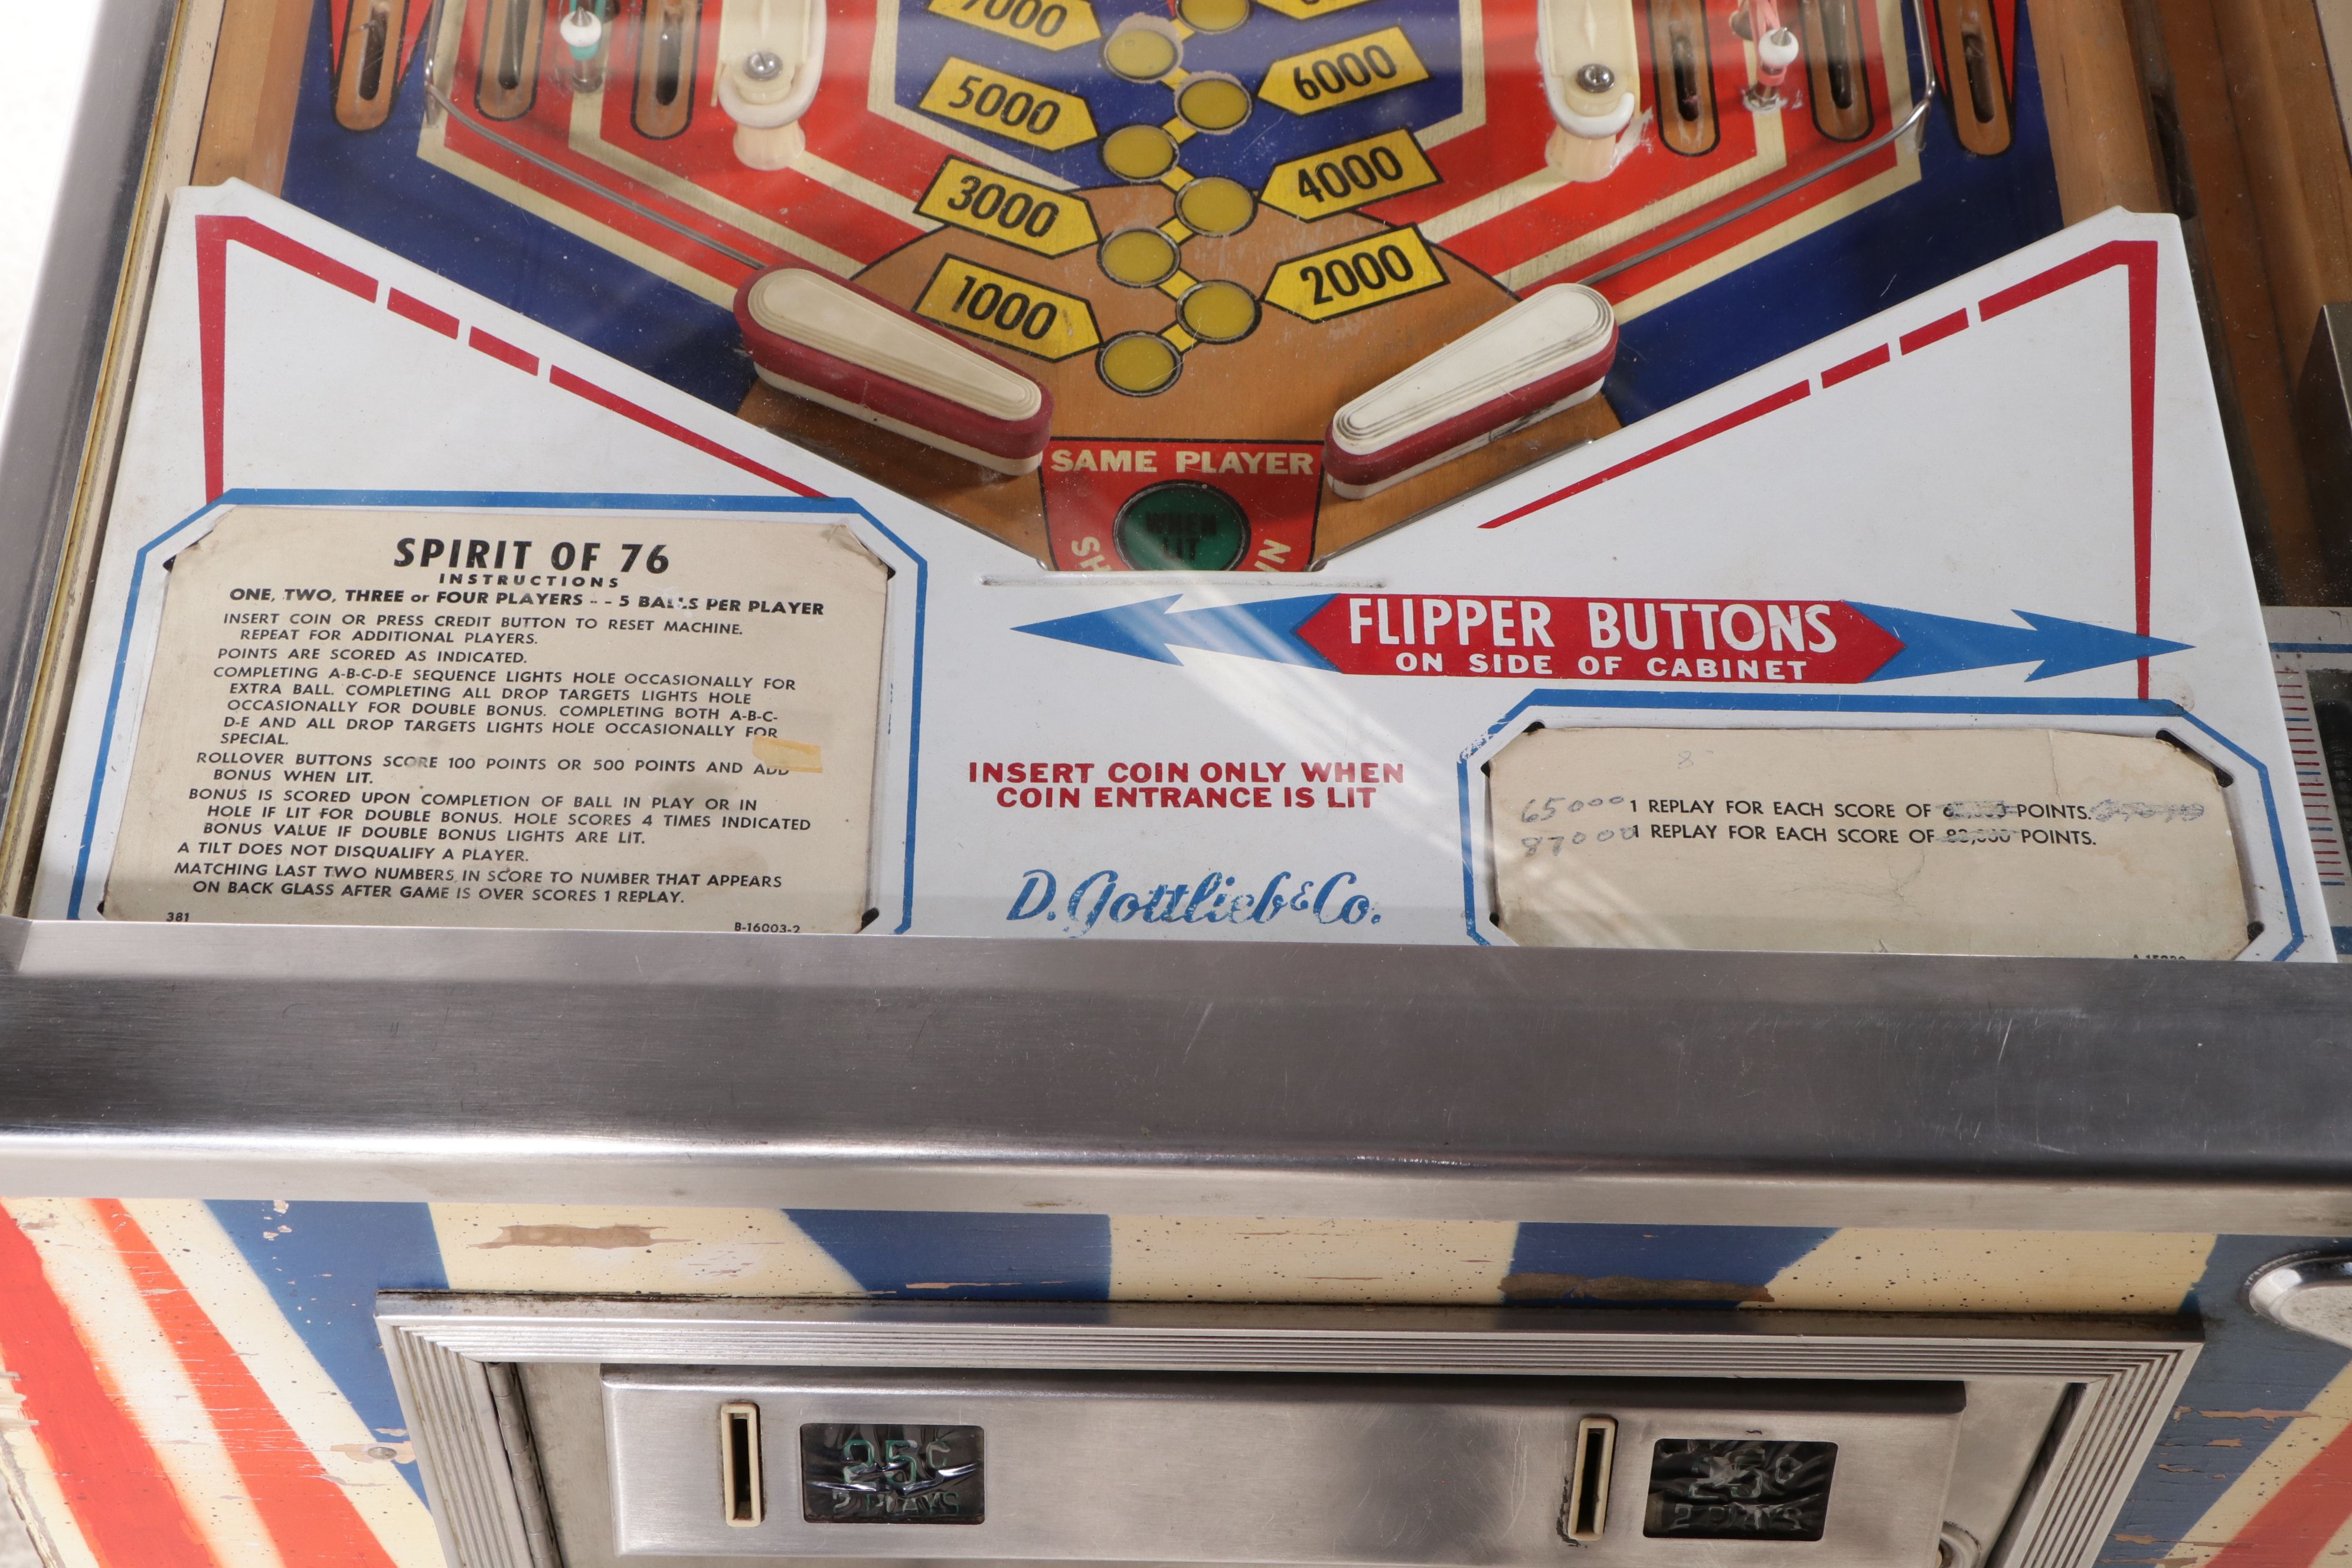 7000
5000
6000
3000
4000
1000
2000
SAME PLAYER
WHEN
LIT
SPIRIT OF 76
INSTRUCTIONS
ONE, TWO, THREE or FOUR PLAYERS -- 5 BALLS PER PLAYER
INSERT COIN OR PRESS CREDIT BUTTON TO RESET MACHINE.
REPEAT FOR ADDITIONAL PLAYERS.
POINTS ARE SCORED AS INDICATED.
COMPLETING A-B-C-D-E SEQUENCE LIGHTS HOLE OCCASIONALLY FOR
EXTRA BALL. COMPLETING ALL DROP TARGETS LIGHTS HOLE
OCCASIONALLY FOR DOUBLE BONUS. COMPLETING BOTH A-B-C-
D-E AND ALL DROP TARGETS LIGHTS HOLE OCCASIONALLY FOR
SPECIAL.
ROLLOVER BUTTONS SCORE 100 POINTS OR 500 POINTS AND ADD
BONUS WHEN LIT.
BONUS IS SCORED UPON COMPLETION OF BALL IN PLAY OR IN
HOLE IF LIT FOR DOUBLE BONUS. HOLE SCORES 4 TIMES INDICATED
BONUS VALUE IF DOUBLE BONUS LIGHTS ARE LIT.
A TILT DOES NOT DISQUALIFY A PLAYER.
MATCHING LAST TWO NUMBERS IN SCORE TO NUMBER THAT APPEARS
ON BACK GLASS AFTER GAME IS OVER SCORES 1 REPLAY.
381
B-16003-2
FLIPPER BUTTONS
ON SIDE OF CABINET
INSERT COIN ONLY WHEN
COIN ENTRANCE IS LIT
D. Gottlieb & Co.
8
65000 1 REPLAY FOR EACH SCORE OF POINTS.
87000 1 REPLAY FOR EACH SCORE OF POINTS.
25¢
2 PLAYS
25¢
2 PLAYS